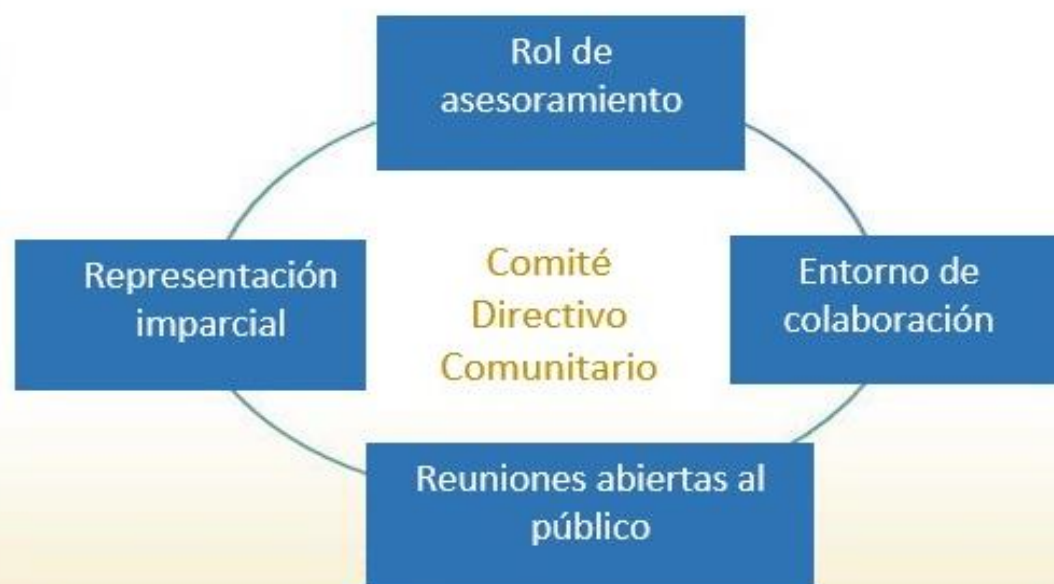 Rol de
asesoramiento
Representación
imparcial
Comité
Directivo
Comunitario
Entorno de
colaboración
Reuniones abiertas al
público